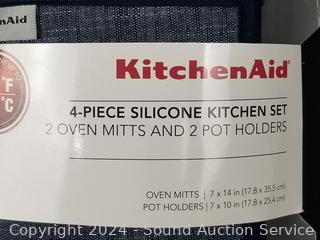 nAid
KitchenAid®
°F
°C
4-PIECE SILICONE KITCHEN SET
2 OVEN MITTS AND 2 POT HOLDERS
OVEN MITTS | 7 x 14 in (17.8 x 35.5 cm)
POT HOLDERS | 7 x 10 in (17.8 x 25.4 cm)
Copyright 2024 - Sound Auction Service